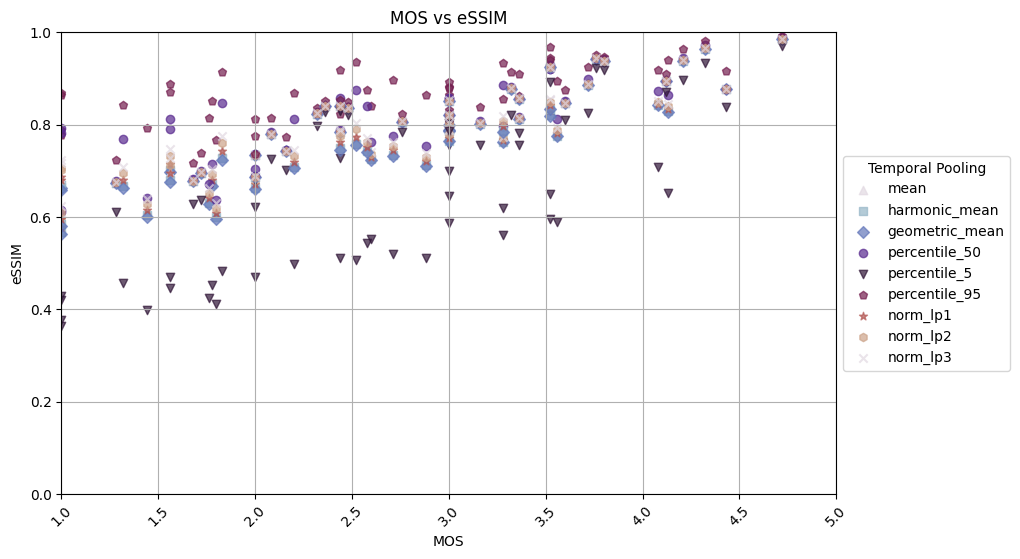 MOS vs eSSIM
eSSIM
1.0
0.8
0.6
0.4
0.2
0.0
1.0
1.5
2.0
2.5
3.0
3.5
4.0
4.5
5.0
MOS
Temporal Pooling
mean
harmonic_mean
geometric_mean
percentile_50
percentile_5
percentile_95
norm_lp1
norm_lp2
norm_lp3